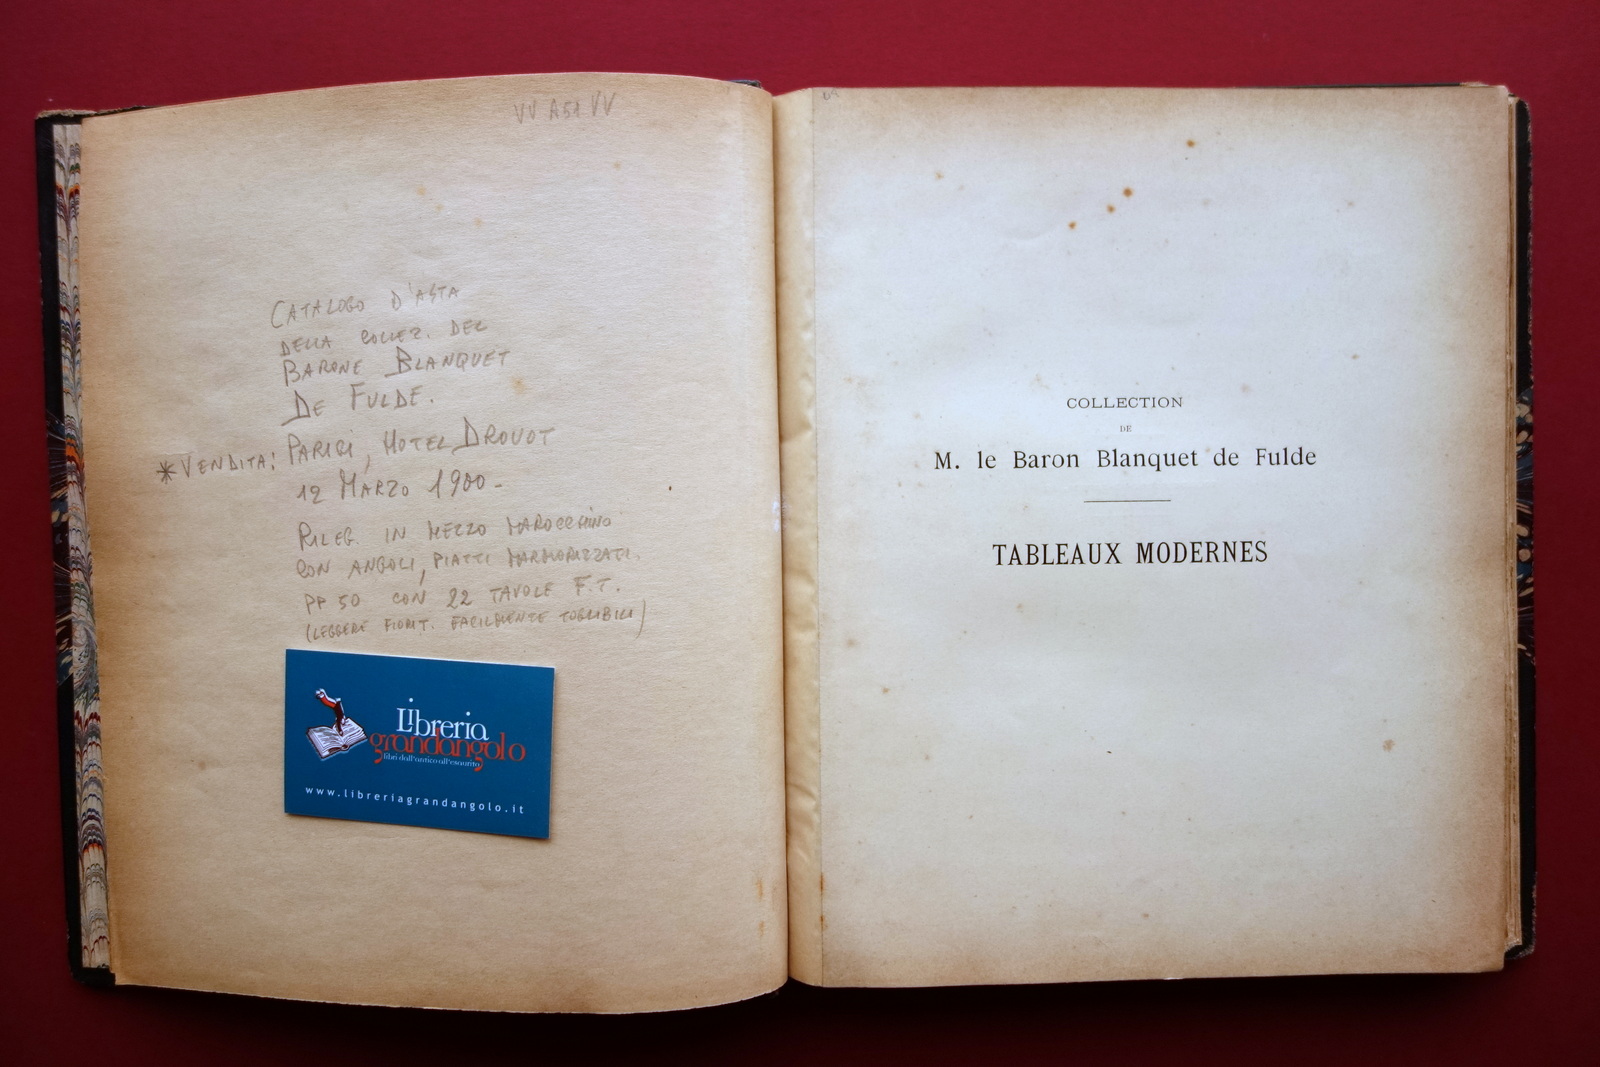 VV A51 VV
CATALOGO D'ASTA
DELLA COLLEZ. DEL
BARONE BLANQUET
DE FULDE.
*VENDITA: PARIGI, HOTEL DROUOT
12 MARZO 1900-
RILEG. IN MEZZO MAROCCHINO
CON ANGOLI, PIATTI MARMORIZZATI.
PP 50 CON 22 TAVOLE F.T.
(LEGGERE FIORIT. FACILMENTE TOGLIBILI)
Libreria
grandangolo
libri dall'antico all'esaurito
www.libreriagrandangolo.it
COLLECTION
DE
M. le Baron Blanquet de Fulde
TABLEAUX MODERNES